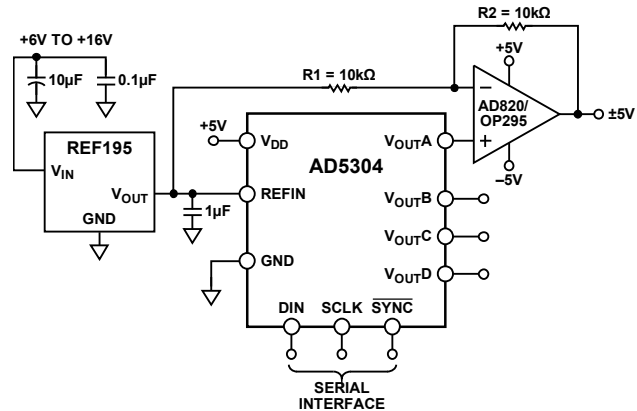 R2 = 10kΩ
+6V TO +16V
+5V
R1 = 10kΩ
10µF
0.1µF
−
AD820/
OP295
±5V
+5V
+
REF195
VDD
VOUTA
AD5304
−5V
VIN
VOUT
REFIN
VOUTB
1µF
GND
VOUTC
GND
VOUTD
DIN
SCLK
SYNC
SERIAL
INTERFACE